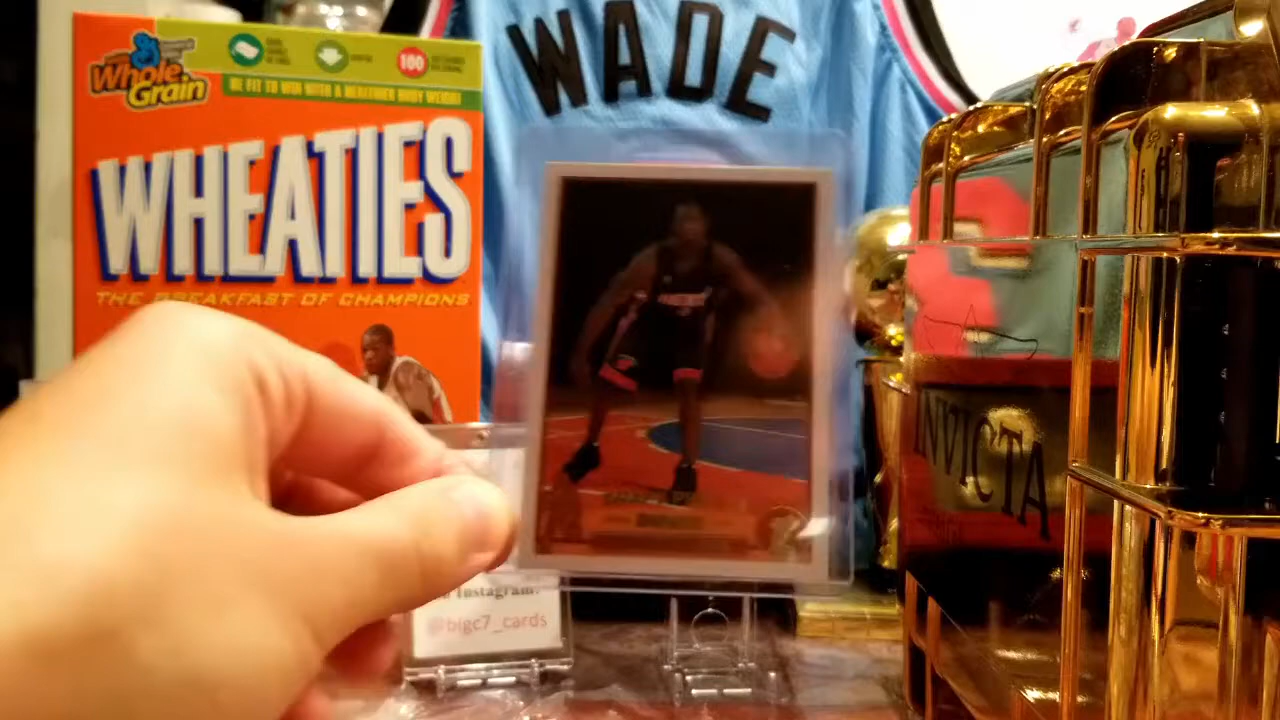 WADE
Whole
Grain
100
BE FIT TO WIN WITH A HEALTHIER BODY WEIGHT
WHEATIES
THE BREAKFAST OF CHAMPIONS
INVICTA
Instagram:
@bigc7_cards